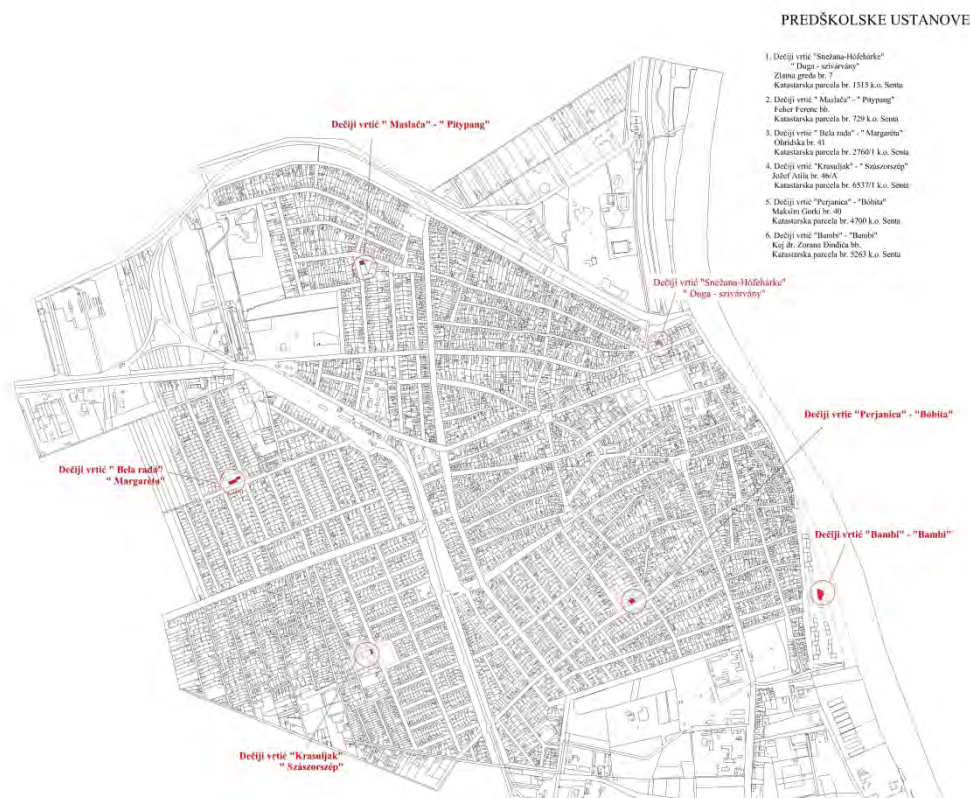 PREDŠKOLSKE USTANOVE
1. Dečiji vrtić "Snežana-Hófehárke"
" Duga - szivárvány"
Zlatna greda br. 7
Katastarska parcela br. 1515 k.o. Senta
2. Dečiji vrtić " Maslača" - " Pitypang"
Feher Ferenc bb.
Katastarska parcela br. 729 k.o. Senta
3. Dečiji vrtić " Bela rada" - " Margaréta"
Ohridska br. 41
Katastarska parcela br. 2760/1 k.o. Senta
4. Dečiji vrtić "Krasuljak" - " Százorszép"
Jožef Atila br. 46/A
Katastarska parcela br. 6537/1 k.o. Senta
5. Dečiji vrtić "Perjanica" - "Bóbita"
Maksim Gorki br. 40
Katastarska parcela br. 4700 k.o. Senta
6. Dečiji vrtić "Bambi" - "Bambi"
Kej dr. Zorana Đinđića bb.
Katastarska parcela br. 5263 k.o. Senta
Dečiji vrtić " Maslača" - " Pitypang"
Dečiji vrtić "Snežana-Hófehárke"
" Duga - szivárvány"
Dečiji vrtić "Perjanica" - "Bóbita"
Dečiji vrtić " Bela rada"
" Margaréta"
Dečiji vrtić "Bambi" - "Bambi"
Dečiji vrtić "Krasuljak"
" Százorszép"